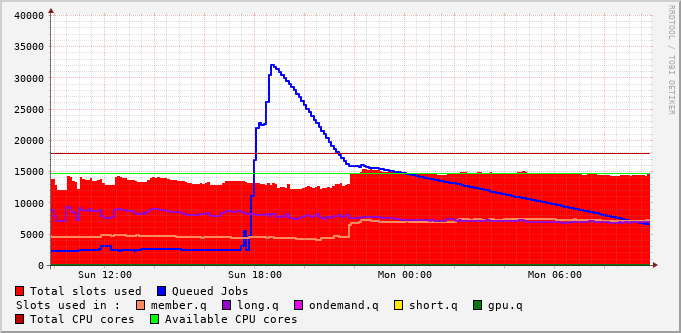 40000
35000
30000
25000
20000
15000
10000
5000
0
Sun 12:00 Sun 18:00 Mon 00:00 Mon 06:00
RRDTOOL / TOBI OETIKER
Total slots used Queued Jobs
Slots used in : member.q long.q ondemand.q short.q gpu.q
Total CPU cores Available CPU cores